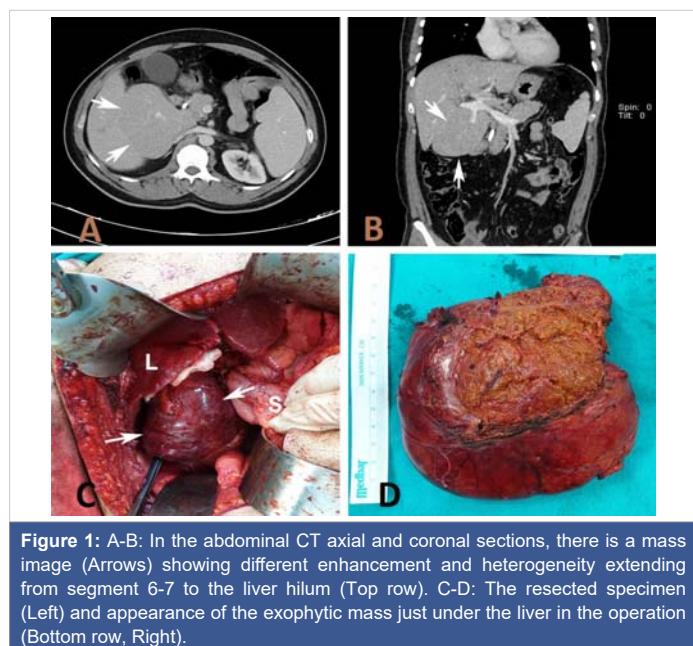 A
B
Spin: 0
Tilt: 0
L
S
C
D
Figure 1: A-B: In the abdominal CT axial and coronal sections, there is a mass
image (Arrows) showing different enhancement and heterogeneity extending
from segment 6-7 to the liver hilum (Top row). C-D: The resected specimen
(Left) and appearance of the exophytic mass just under the liver in the operation
(Bottom row, Right).